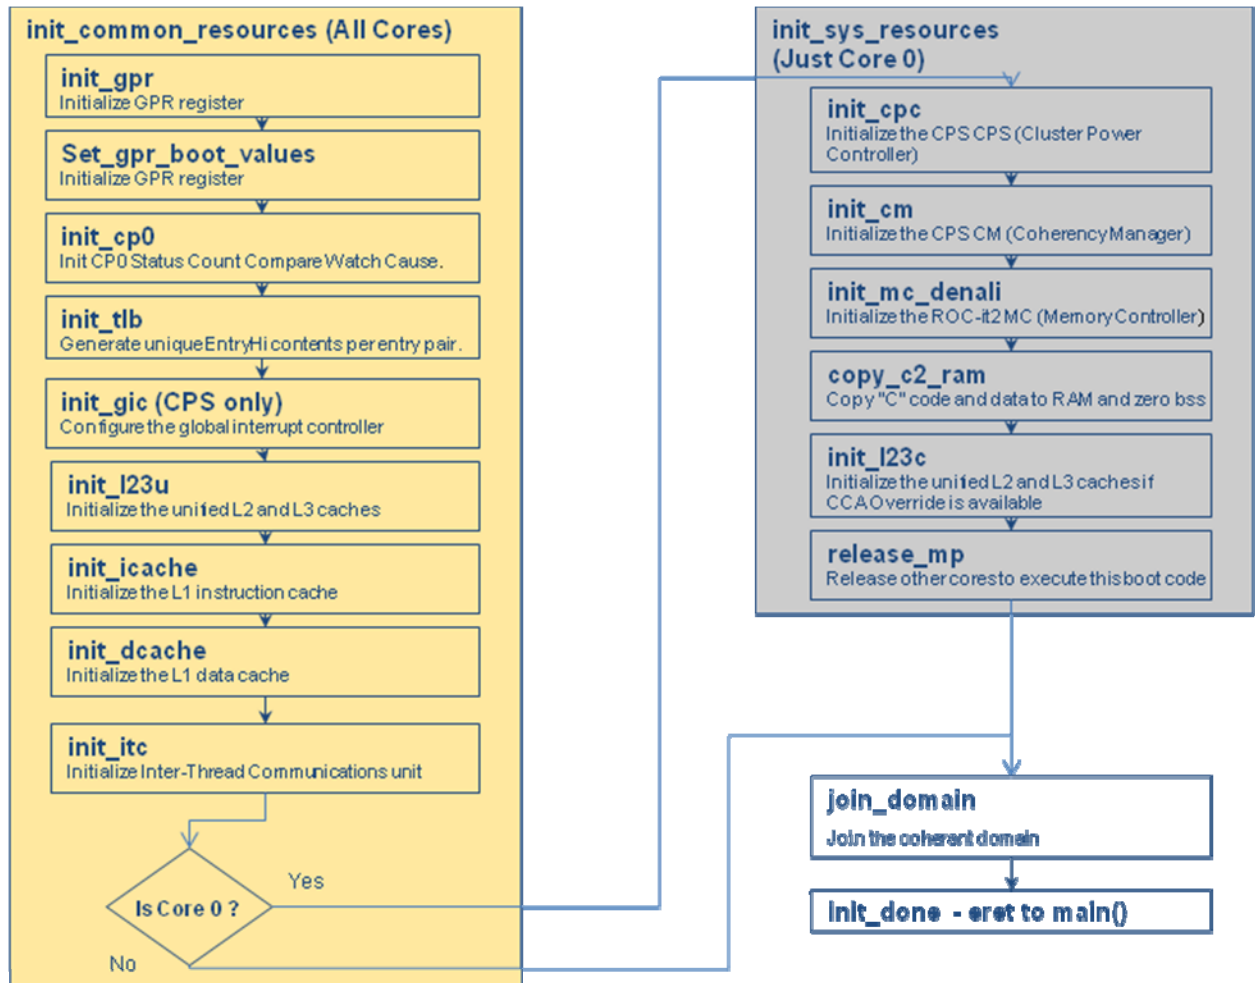 init_common_resources (All Cores)
init_gpr
Initialize GPR register
Set_gpr_boot_values
Initialize GPR register
init_cp0
Init CP0 Status Count Compare Watch Cause.
init_tlb
Generate unique EntryHi contents per entry pair.
init_gic (CPS only)
Configure the global interrupt controller
init_l23u
Initialize the unified L2 and L3 caches
init_icache
Initialize the L1 instruction cache
init_dcache
Initialize the L1 data cache
init_itc
Initialize Inter-Thread Communications unit
Is Core 0 ?
Yes
No
init_sys_resources
(Just Core 0)
init_cpc
Initialize the CPS CPS (Cluster Power
Controller)
init_cm
Initialize the CPS CM (Coherency Manager)
init_mc_denali
Initialize the ROC-it2 MC (Memory Controller)
copy_c2_ram
Copy "C" code and data to RAM and zero bss
init_l23c
Initialize the unified L2 and L3 caches if
CCA Override is available
release_mp
Release other cores to execute this boot code
join_domain
Join the coherent domain
Init_done - eret to main()